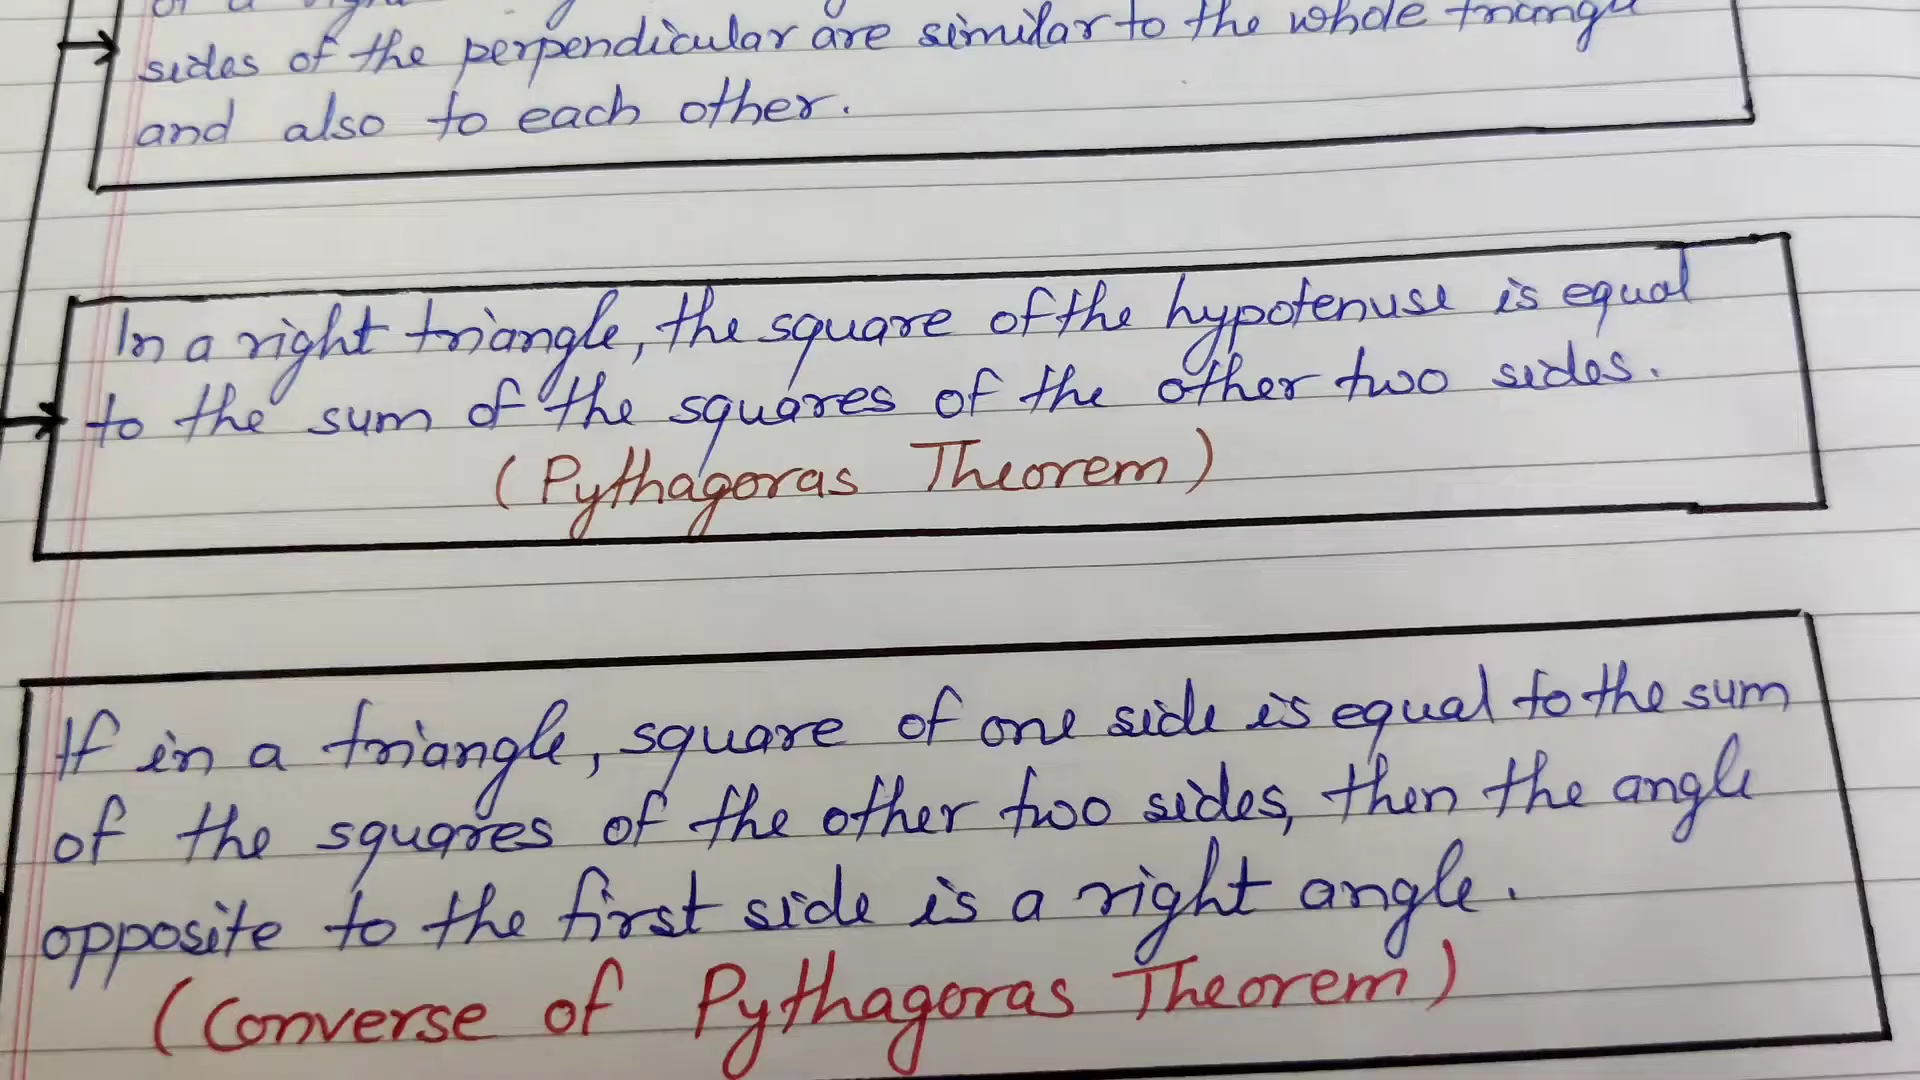 sides of the perpendicular are similar to the whole
and also to each other.
In a right triangle, the square of the hypotenuse is equal
to the sum of the squares of the other two sides.
(Pythagoras Theorem)
If in a triangle, square of one side is equal to the sum
of the squares of the other two sides, then the angle
opposite to the first side is a right angle.
(Converse of Pythagoras Theorem)